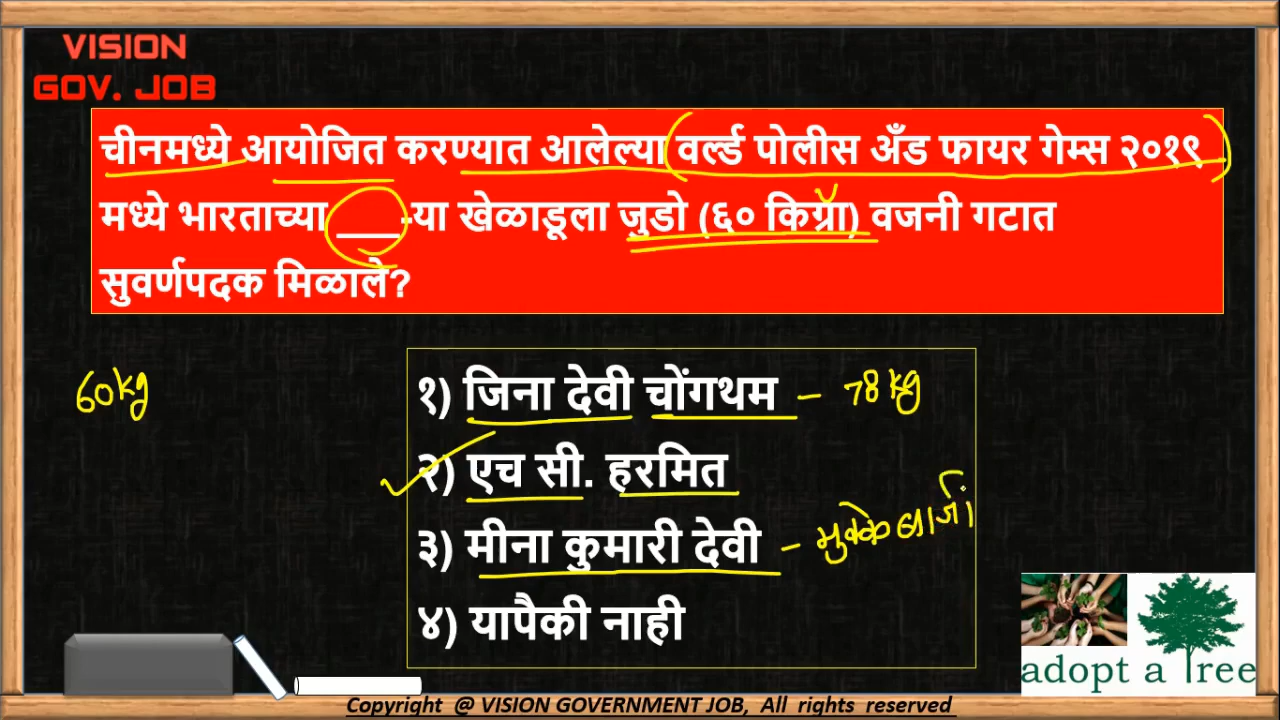 VISION
GOV. JOB
चीनमध्ये आयोजित करण्यात आलेल्या (वर्ल्ड पोलीस अँड फायर गेम्स २०१९)
मध्ये भारताच्या ___-या खेळाडूला जुडो (६० किग्रा) वजनी गटात
सुवर्णपदक मिळाले?
60kg
१) जिना देवी चोंगथम – 78 kg
२) एच सी. हरमित
३) मीना कुमारी देवी –
४) यापैकी नाही
adopt a Tree
Copyright @ VISION GOVERNMENT JOB, All rights reserved